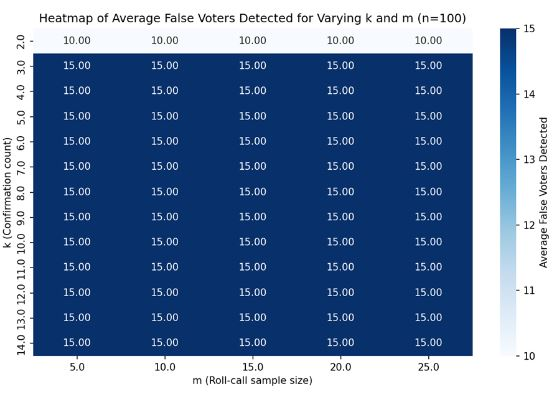 Heatmap of Average False Voters Detected for Varying k and m (n=100)
2.0 10.00 10.00 10.00 10.00 10.00
3.0 15.00 15.00 15.00 15.00 15.00
4.0 15.00 15.00 15.00 15.00 15.00
5.0 15.00 15.00 15.00 15.00 15.00
6.0 15.00 15.00 15.00 15.00 15.00
7.0 15.00 15.00 15.00 15.00 15.00
8.0 15.00 15.00 15.00 15.00 15.00
9.0 15.00 15.00 15.00 15.00 15.00
10.0 15.00 15.00 15.00 15.00 15.00
11.0 15.00 15.00 15.00 15.00 15.00
12.0 15.00 15.00 15.00 15.00 15.00
13.0 15.00 15.00 15.00 15.00 15.00
14.0 15.00 15.00 15.00 15.00 15.00
k (Confirmation count)
5.0 10.0 15.0 20.0 25.0
m (Roll-call sample size)
15
14
13
12
11
10
Average False Voters Detected